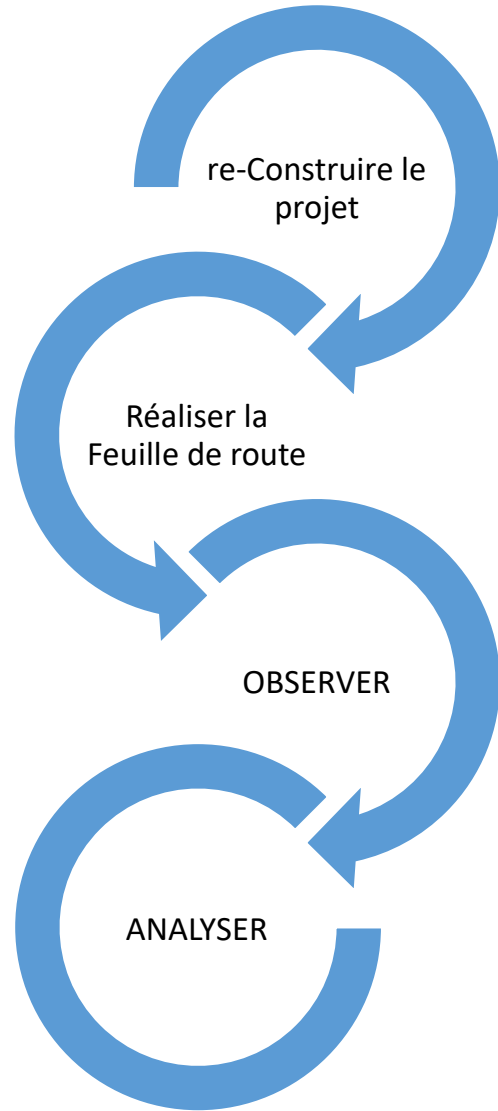 re-Construire le
projet
Réaliser la
Feuille de route
OBSERVER
ANALYSER